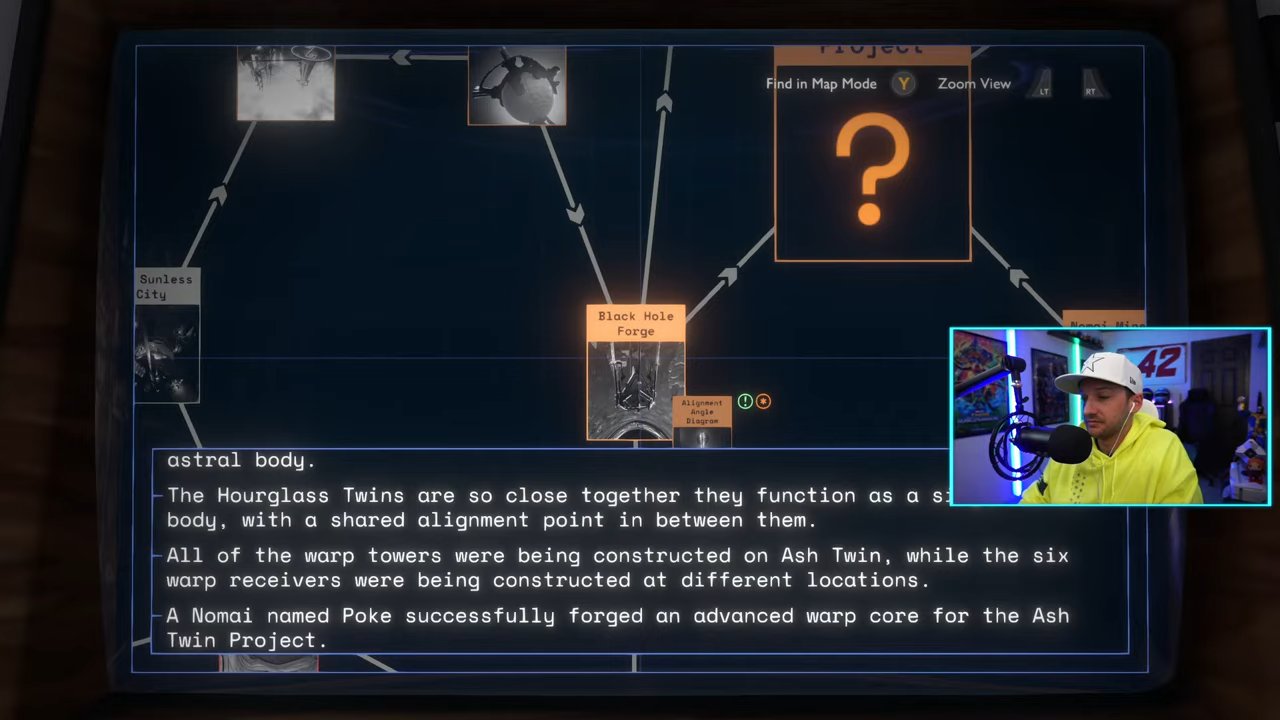 Project
Find in Map Mode Y Zoom View LT RT
?
Sunless
City
Black Hole
Forge
Nomai
Alignment
Angle
Diagram
42
astral body.
The Hourglass Twins are so close together they function as a
body, with a shared alignment point in between them.
All of the warp towers were being constructed on Ash Twin, while the six
warp receivers were being constructed at different locations.
A Nomai named Poke successfully forged an advanced warp core for the Ash
Twin Project.